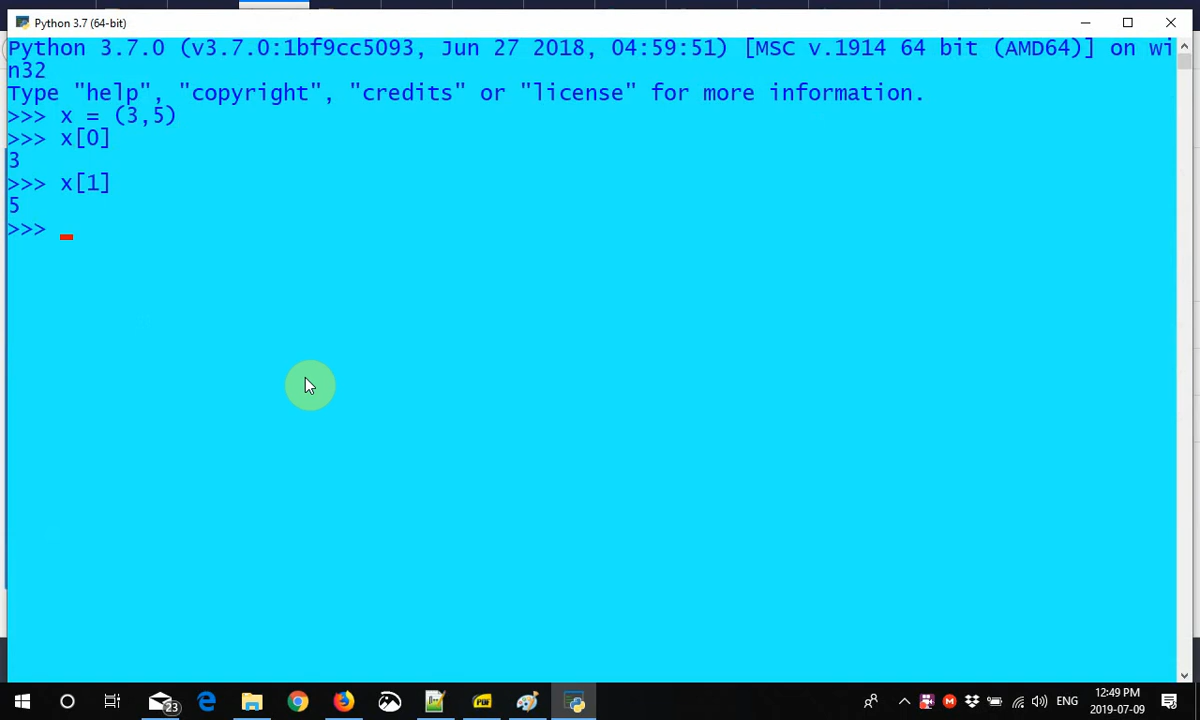 Python 3.7 (64-bit)
Python 3.7.0 (v3.7.0:1bf9cc5093, Jun 27 2018, 04:59:51) [MSC v.1914 64 bit (AMD64)] on wi
n32
Type "help", "copyright", "credits" or "license" for more information.
>>> x = (3,5)
>>> x[0]
3
>>> x[1]
5
>>>
23
PDF
ENG
12:49 PM
2019-07-09